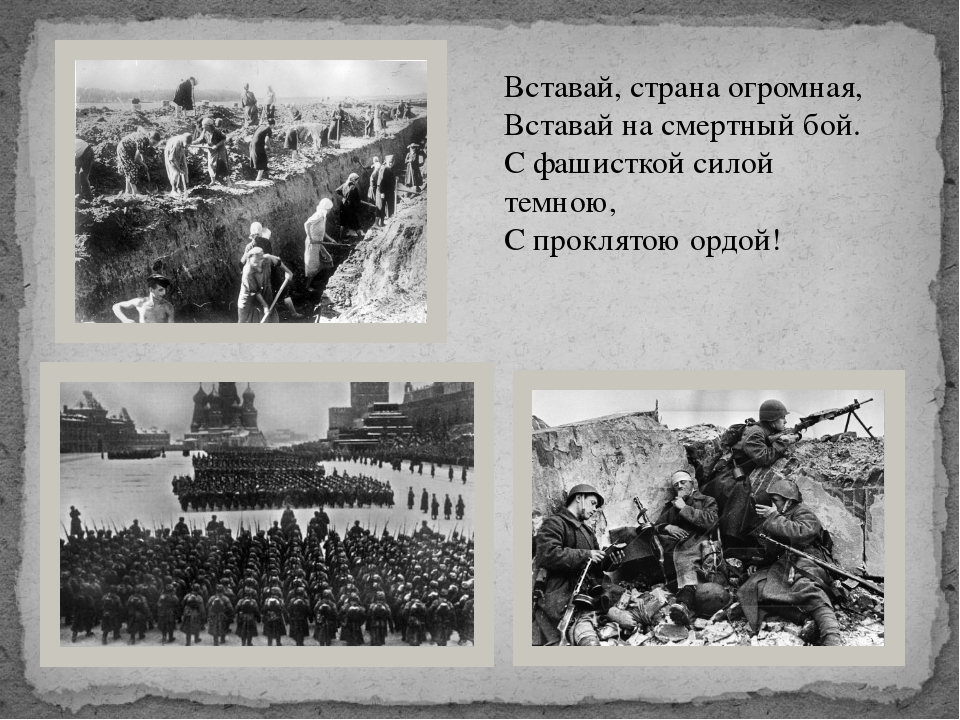 Вставай, страна огромная,
Вставай на смертный бой.
С фашисткой силой
темною,
С проклятою ордой!